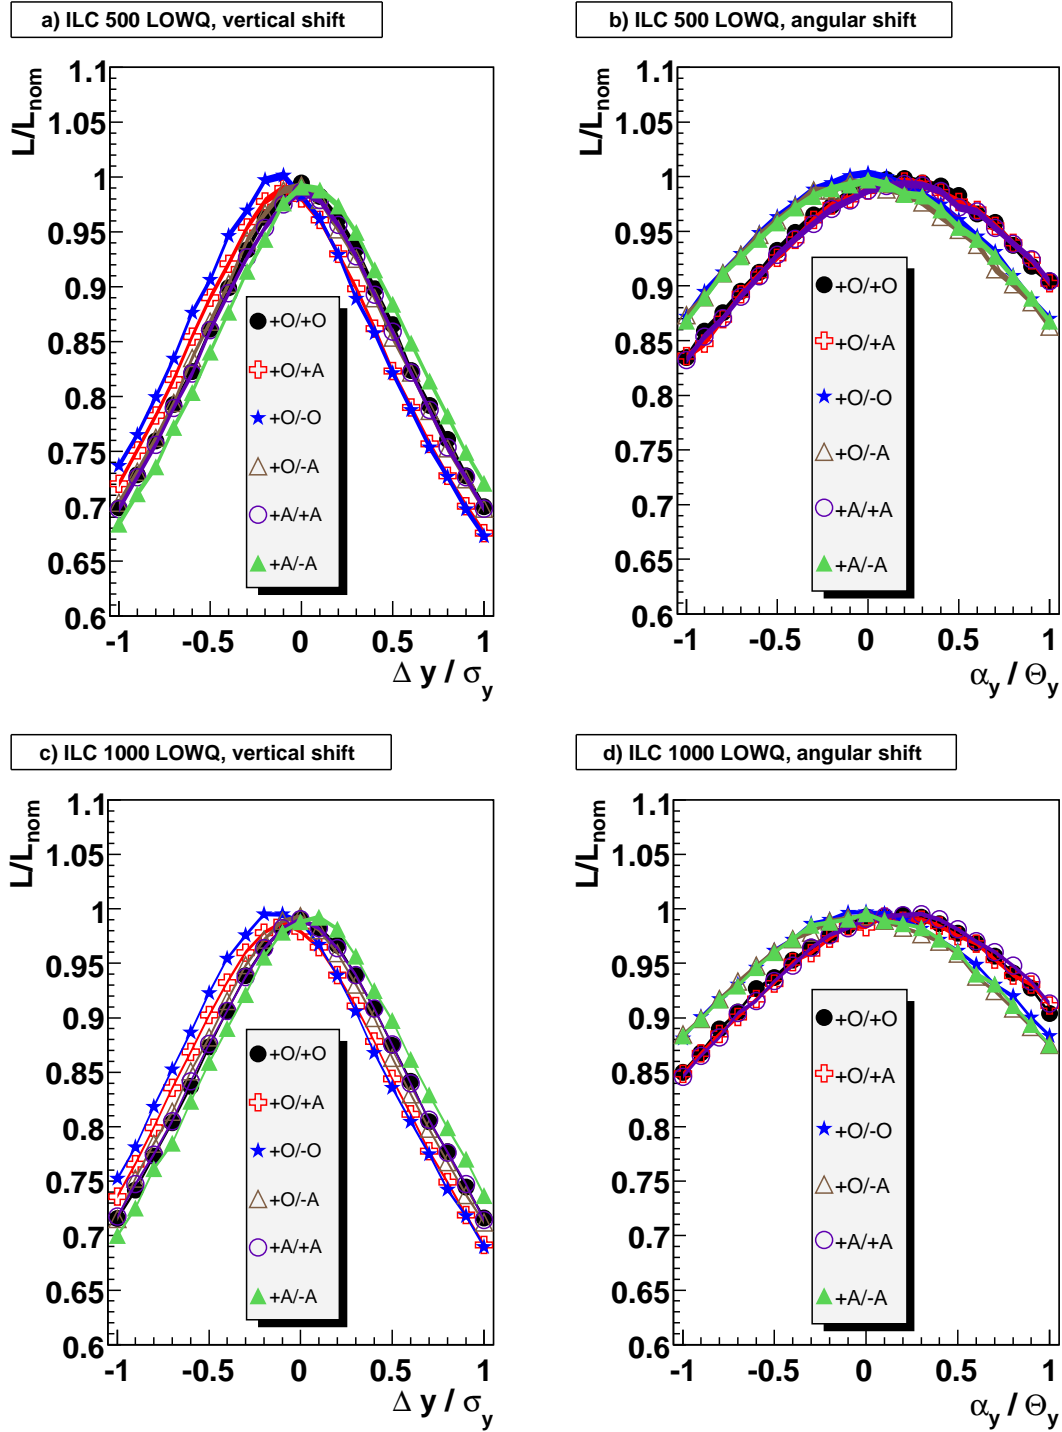 a) ILC 500 LOWQ, vertical shift
L/L_nom
1.1
1.05
1
0.95
0.9
0.85
0.8
0.75
0.7
0.65
0.6
+O/+O
+O/+A
+O/-O
+O/-A
+A/+A
+A/-A
-1 -0.5 0 0.5 1
Δ y / σ_y
b) ILC 500 LOWQ, angular shift
L/L_nom
1.1
1.05
1
0.95
0.9
0.85
0.8
0.75
0.7
0.65
0.6
+O/+O
+O/+A
+O/-O
+O/-A
+A/+A
+A/-A
-1 -0.5 0 0.5 1
α_y / Θ_y
c) ILC 1000 LOWQ, vertical shift
L/L_nom
1.1
1.05
1
0.95
0.9
0.85
0.8
0.75
0.7
0.65
0.6
+O/+O
+O/+A
+O/-O
+O/-A
+A/+A
+A/-A
-1 -0.5 0 0.5 1
Δ y / σ_y
d) ILC 1000 LOWQ, angular shift
L/L_nom
1.1
1.05
1
0.95
0.9
0.85
0.8
0.75
0.7
0.65
0.6
+O/+O
+O/+A
+O/-O
+O/-A
+A/+A
+A/-A
-1 -0.5 0 0.5 1
α_y / Θ_y